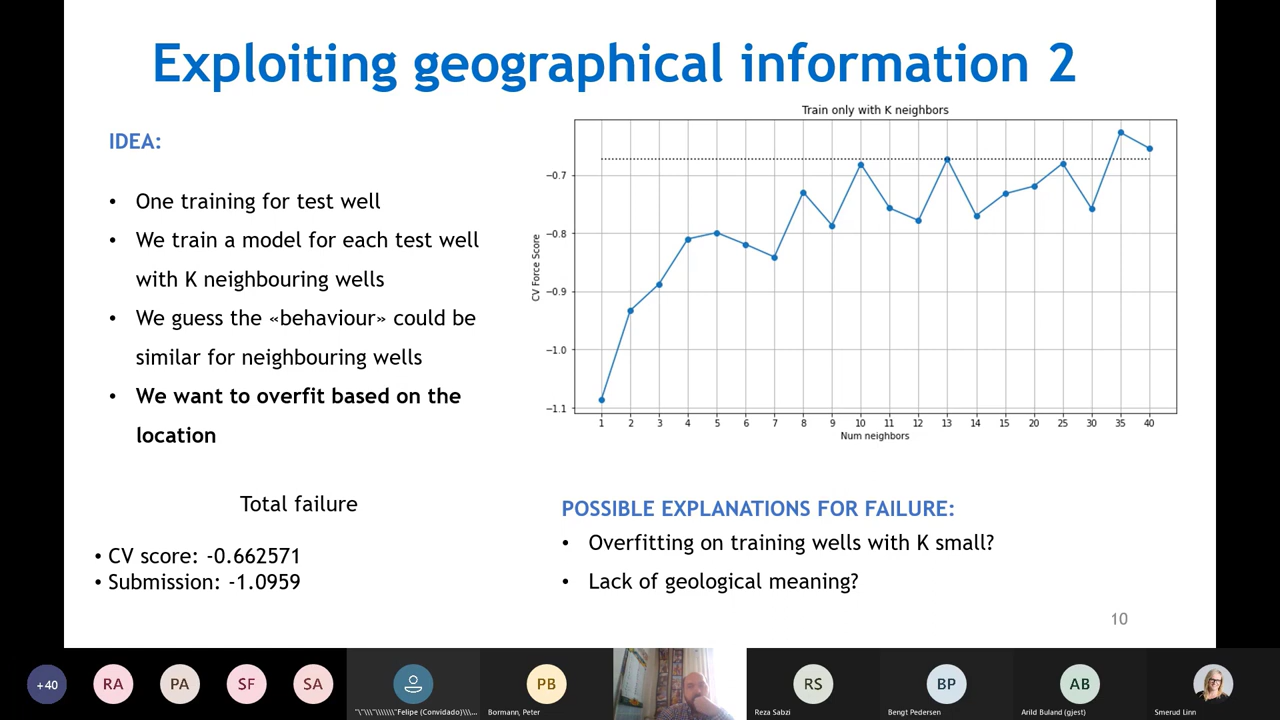 Exploiting geographical information 2
IDEA:
• One training for test well
• We train a model for each test well
with K neighbouring wells
• We guess the «behaviour» could be
similar for neighbouring wells
• We want to overfit based on the
location
Total failure
• CV score: -0.662571
• Submission: -1.0959
Train only with K neighbors
CV Force Score
−0.7
−0.8
−0.9
−1.0
−1.1
1 2 3 4 5 6 7 8 9 10 11 12 13 14 15 20 25 30 35 40
Num neighbors
POSSIBLE EXPLANATIONS FOR FAILURE:
• Overfitting on training wells with K small?
• Lack of geological meaning?
10
+40
RA
PA
SF
SA
Felipe (Convidado)
PB
Bormann, Peter
RS
Reza Sabzi
BP
Bengt Pedersen
AB
Arild Buland (gjest)
Smerud Linn